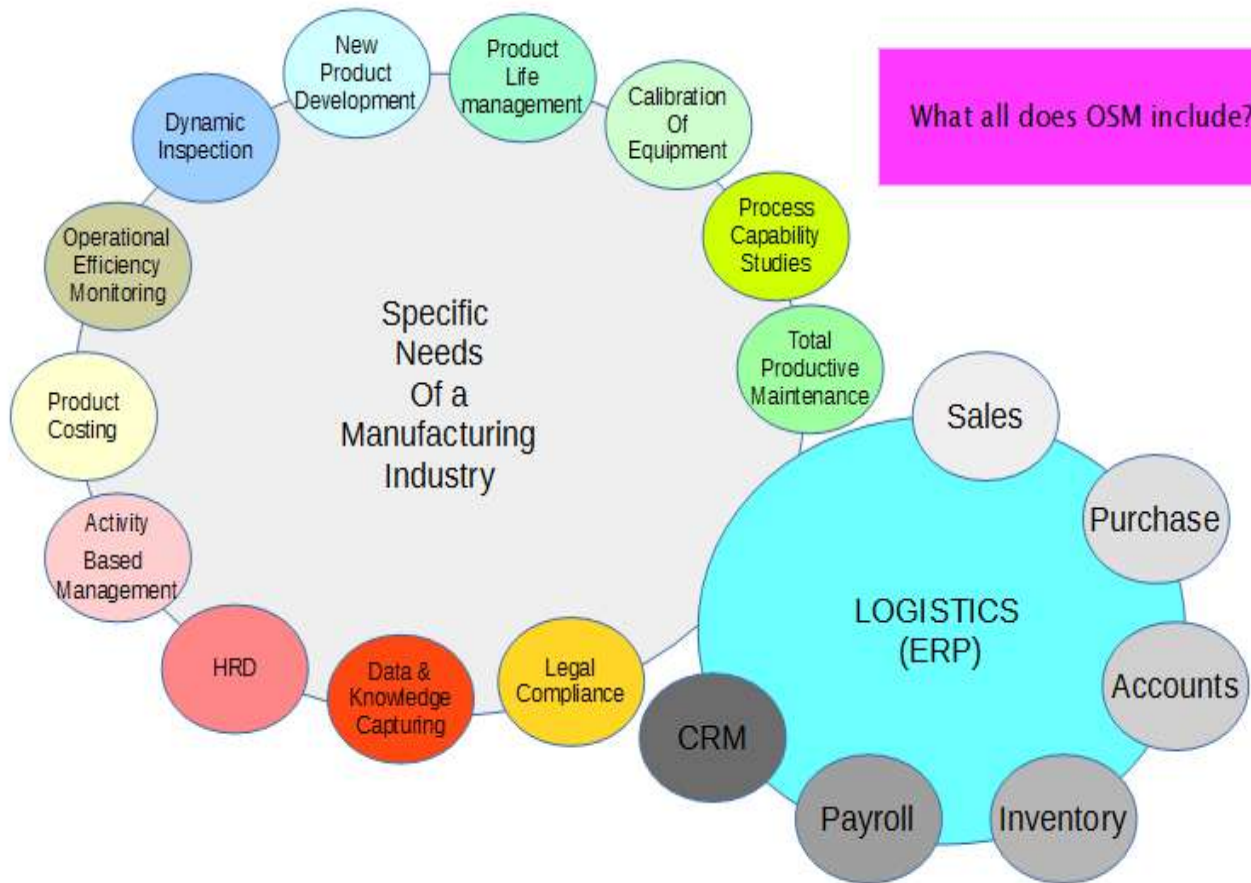 What all does OSM include?
New
Product
Development
Product
Life
management
Calibration
Of
Equipment
Dynamic
Inspection
Process
Capability
Studies
Operational
Efficiency
Monitoring
Specific
Needs
Of a
Manufacturing
Industry
Total
Productive
Maintenance
Product
Costing
Activity
Based
Management
HRD
Data &
Knowledge
Capturing
Legal
Compliance
Sales
Purchase
LOGISTICS
(ERP)
Accounts
CRM
Payroll
Inventory